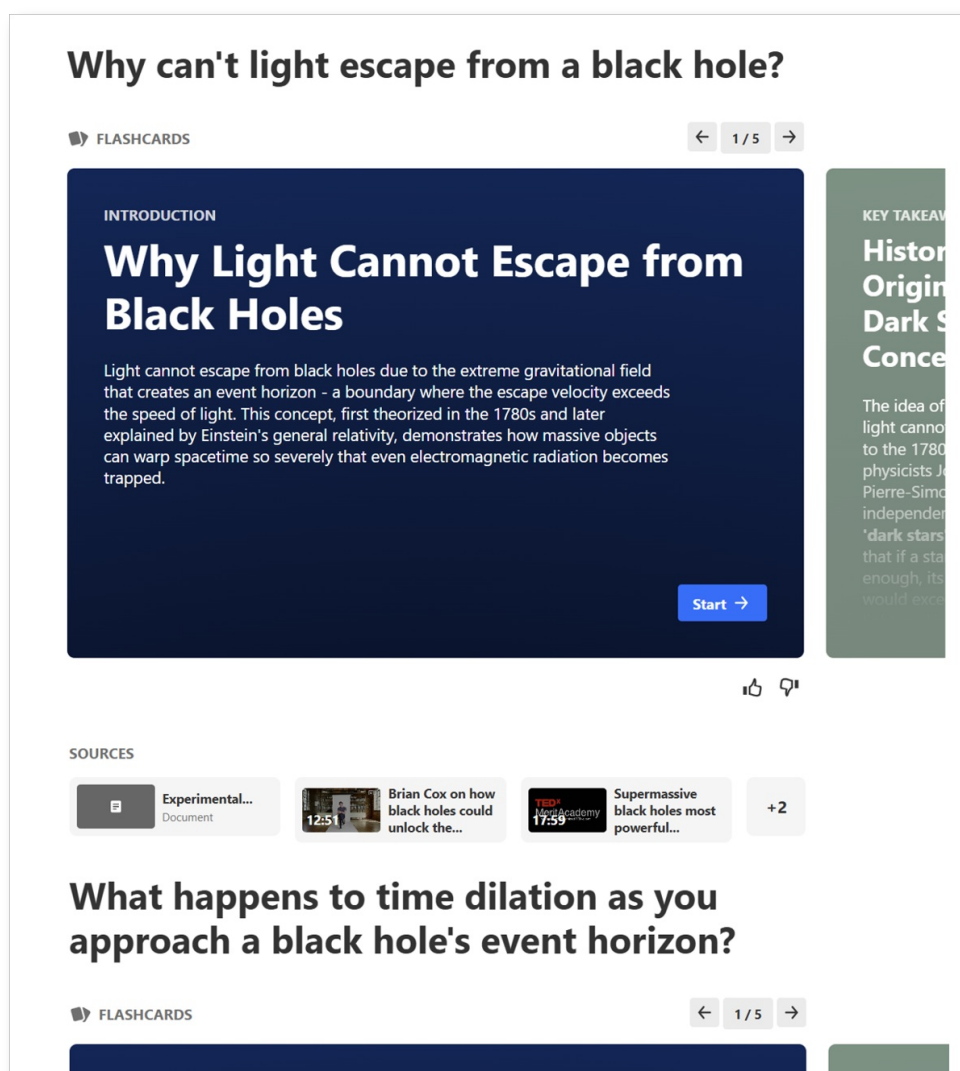 Why can't light escape from a black hole?
FLASHCARDS
1 / 5
INTRODUCTION
Why Light Cannot Escape from
Black Holes
Light cannot escape from black holes due to the extreme gravitational field
that creates an event horizon - a boundary where the escape velocity exceeds
the speed of light. This concept, first theorized in the 1780s and later
explained by Einstein's general relativity, demonstrates how massive objects
can warp spacetime so severely that even electromagnetic radiation becomes
trapped.
Start
KEY TAKEAW
Histor
Origin
Dark S
Conce
The idea of
light canno
to the 1780
physicists Jo
Pierre-Simo
independen
'dark stars'
that if a sta
enough, its
would exce
SOURCES
Experimental...
Document
12:51
Brian Cox on how
black holes could
unlock the...
TEDx
MeritAcademy
17:59
Supermassive
black holes most
powerful...
+2
What happens to time dilation as you
approach a black hole's event horizon?
FLASHCARDS
1 / 5